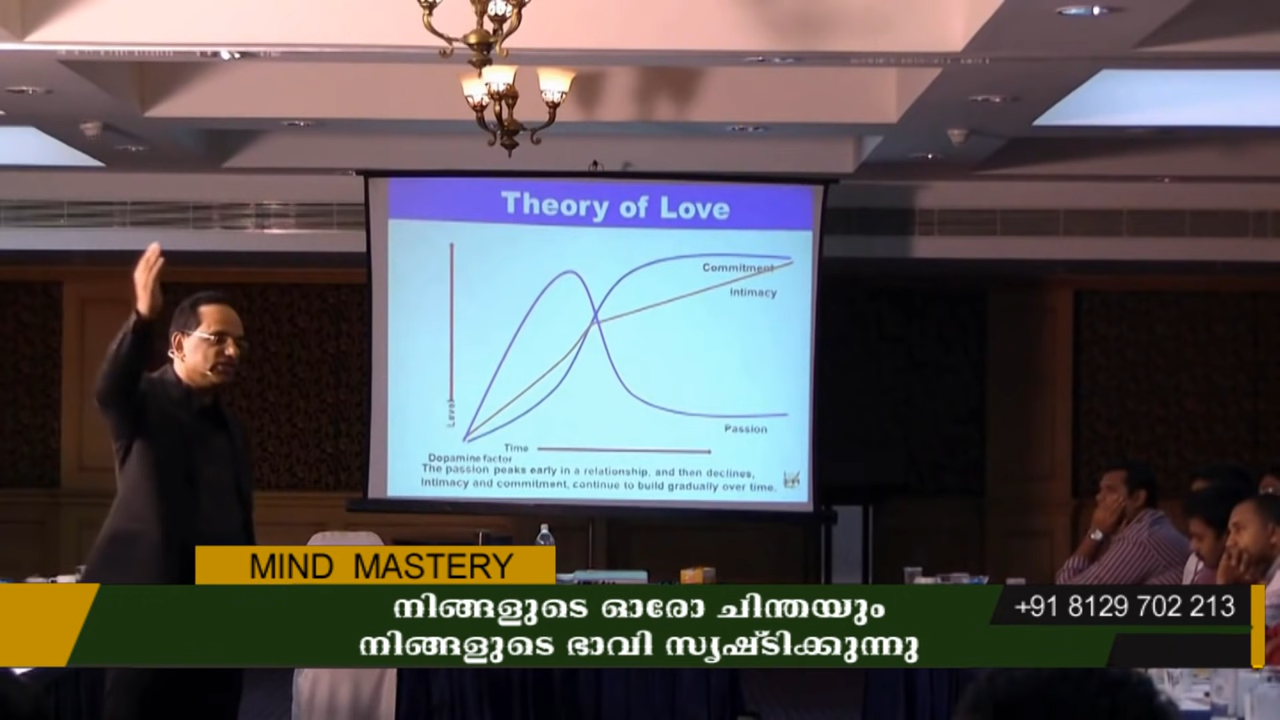 Theory of Love
Commitment
Intimacy
Level
Passion
Time
Dopamine factor
The passion peaks early in a relationship, and then declines,
Intimacy and commitment, continue to build gradually over time.
MIND MASTERY
നിങ്ങളുടെ ഓരോ ചിന്തയും
നിങ്ങളുടെ ഭാവി സൃഷ്ടിക്കുന്നു
+91 8129 702 213